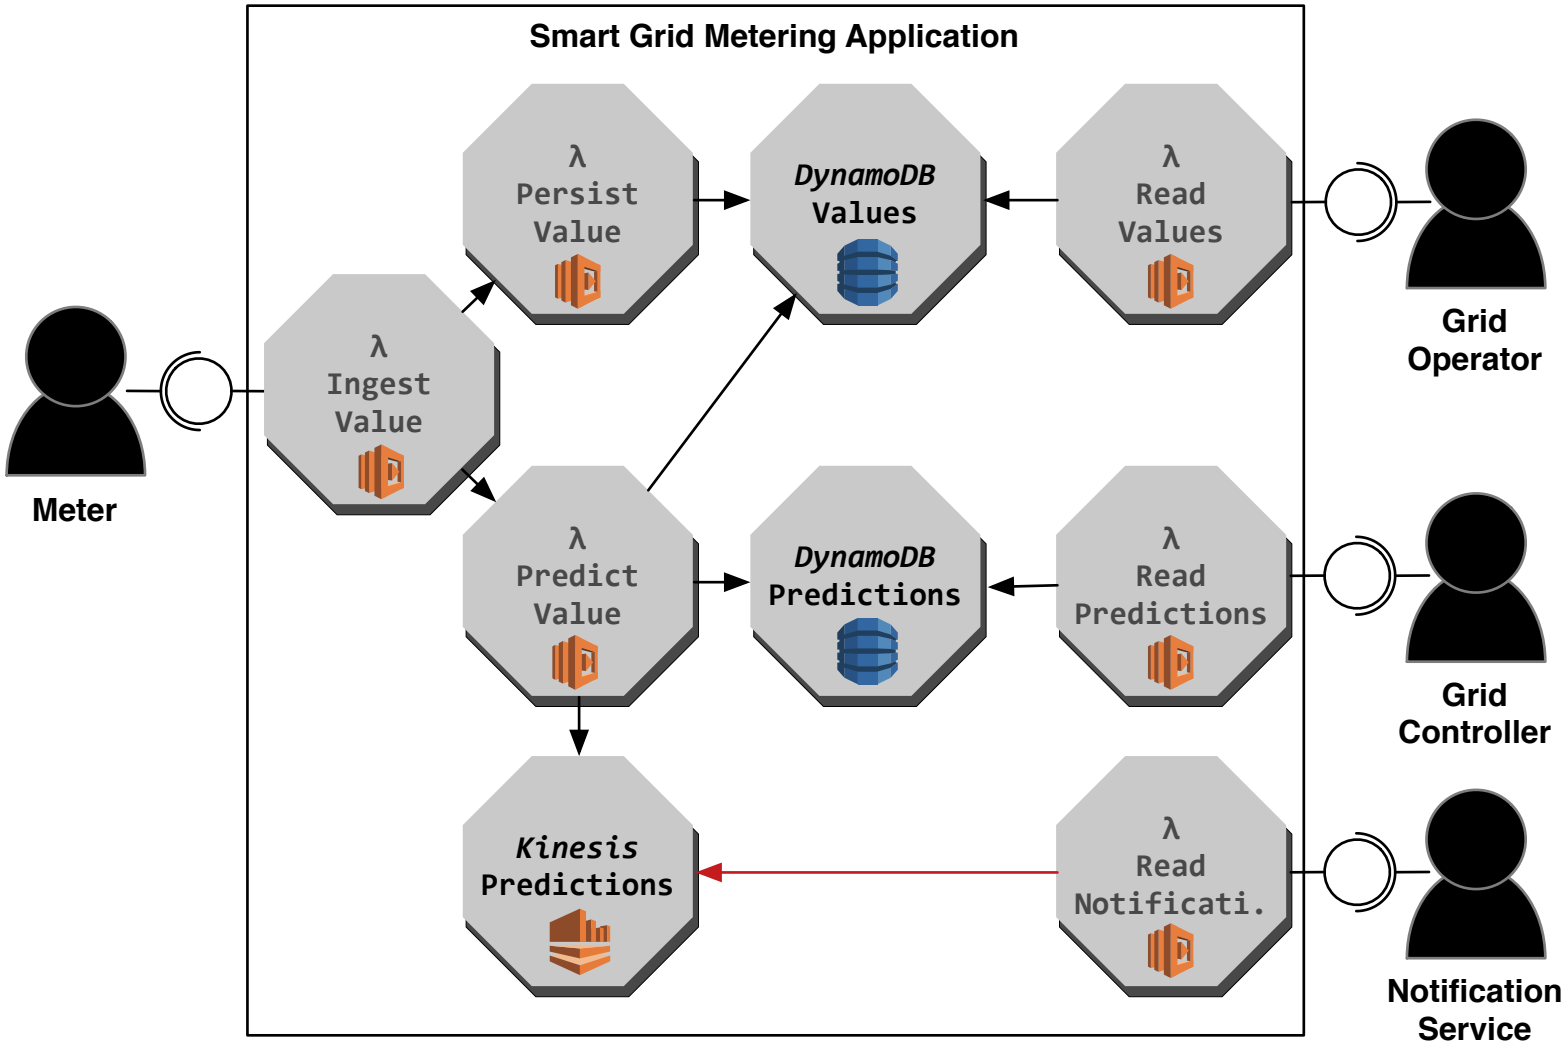 Smart Grid Metering Application
λ
Persist
Value
DynamoDB
Values
λ
Read
Values
Grid
Operator
λ
Ingest
Value
Meter
λ
Predict
Value
DynamoDB
Predictions
λ
Read
Predictions
Grid
Controller
Kinesis
Predictions
λ
Read
Notificati.
Notification
Service